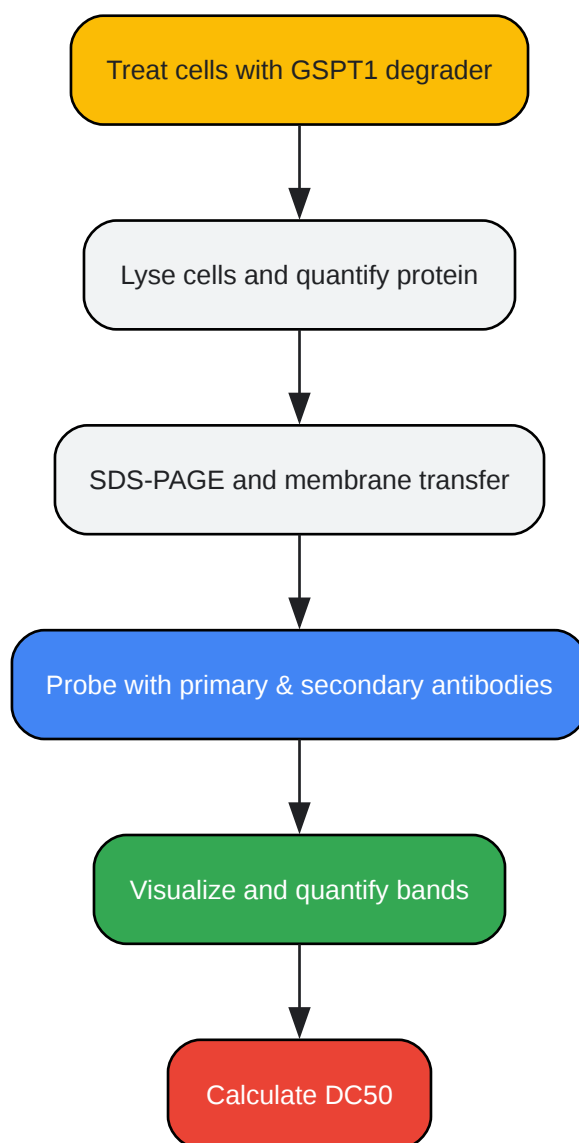 Treat cells with GSPT1 degrader
Lyse cells and quantify protein
SDS-PAGE and membrane transfer
Probe with primary & secondary antibodies
Visualize and quantify bands
Calculate DC50